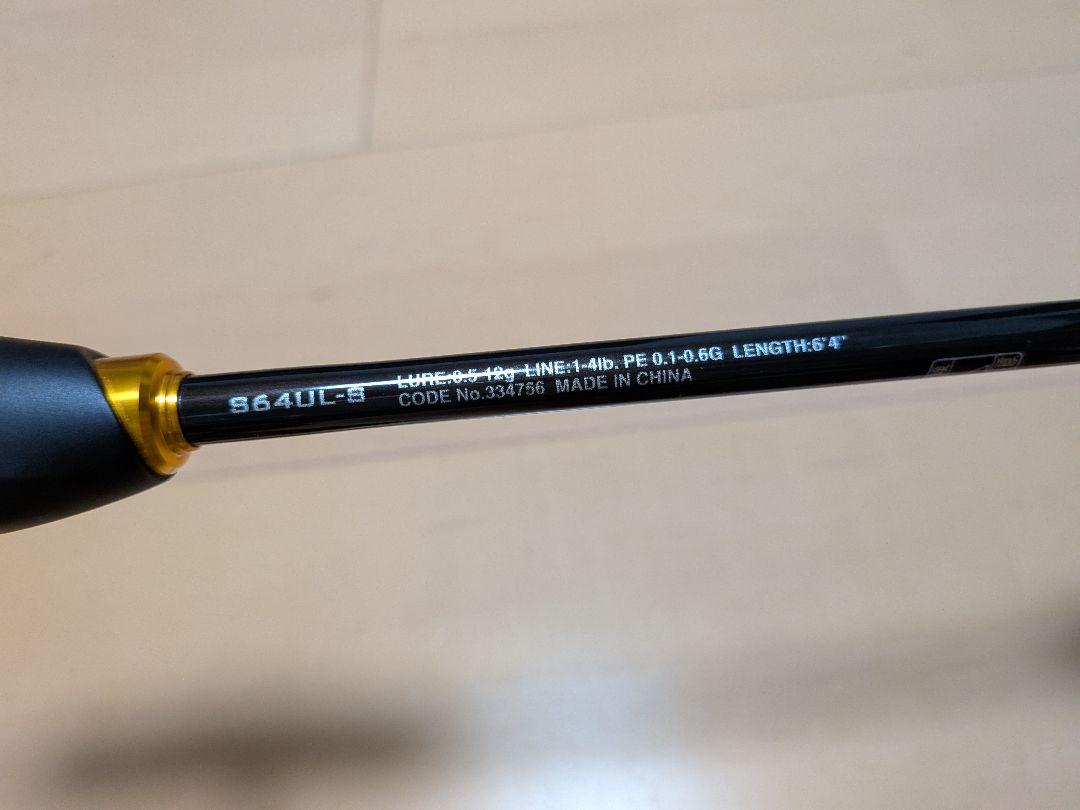 S64UL-S
LURE:0.5-12g LINE:1-4lb. PE 0.1-0.6G LENGTH:6'4"
CODE No.334756 MADE IN CHINA